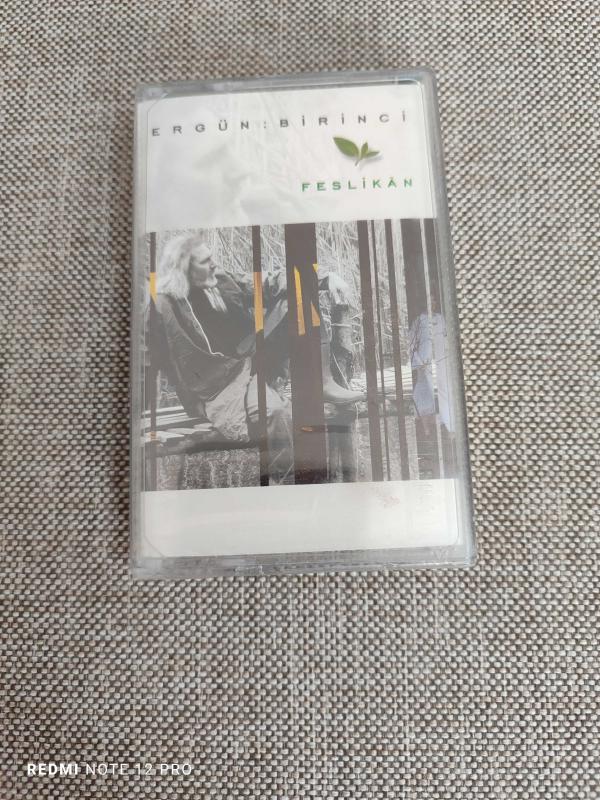 ERGÜN:BİRİNCİ
FESLİKÂN
REDMI NOTE 12 PRO